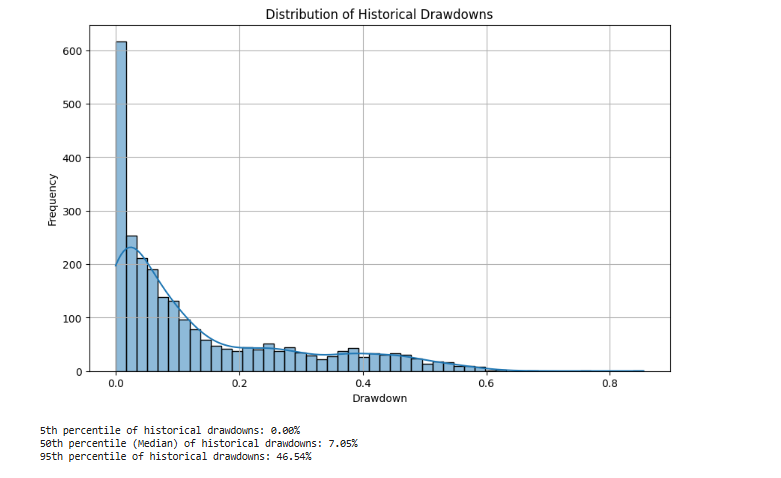 Distribution of Historical Drawdowns
600
500
400
300
200
100
0
Frequency
0.0 0.2 0.4 0.6 0.8
Drawdown
5th percentile of historical drawdowns: 0.00%
50th percentile (Median) of historical drawdowns: 7.05%
95th percentile of historical drawdowns: 46.54%